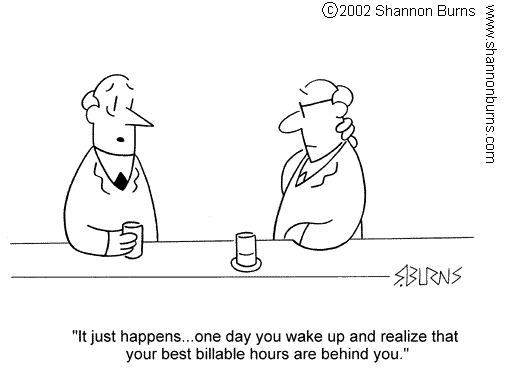 ©2002 Shannon Burns
www.shannonburns.com
S.BURNS
"It just happens...one day you wake up and realize that
your best billable hours are behind you."